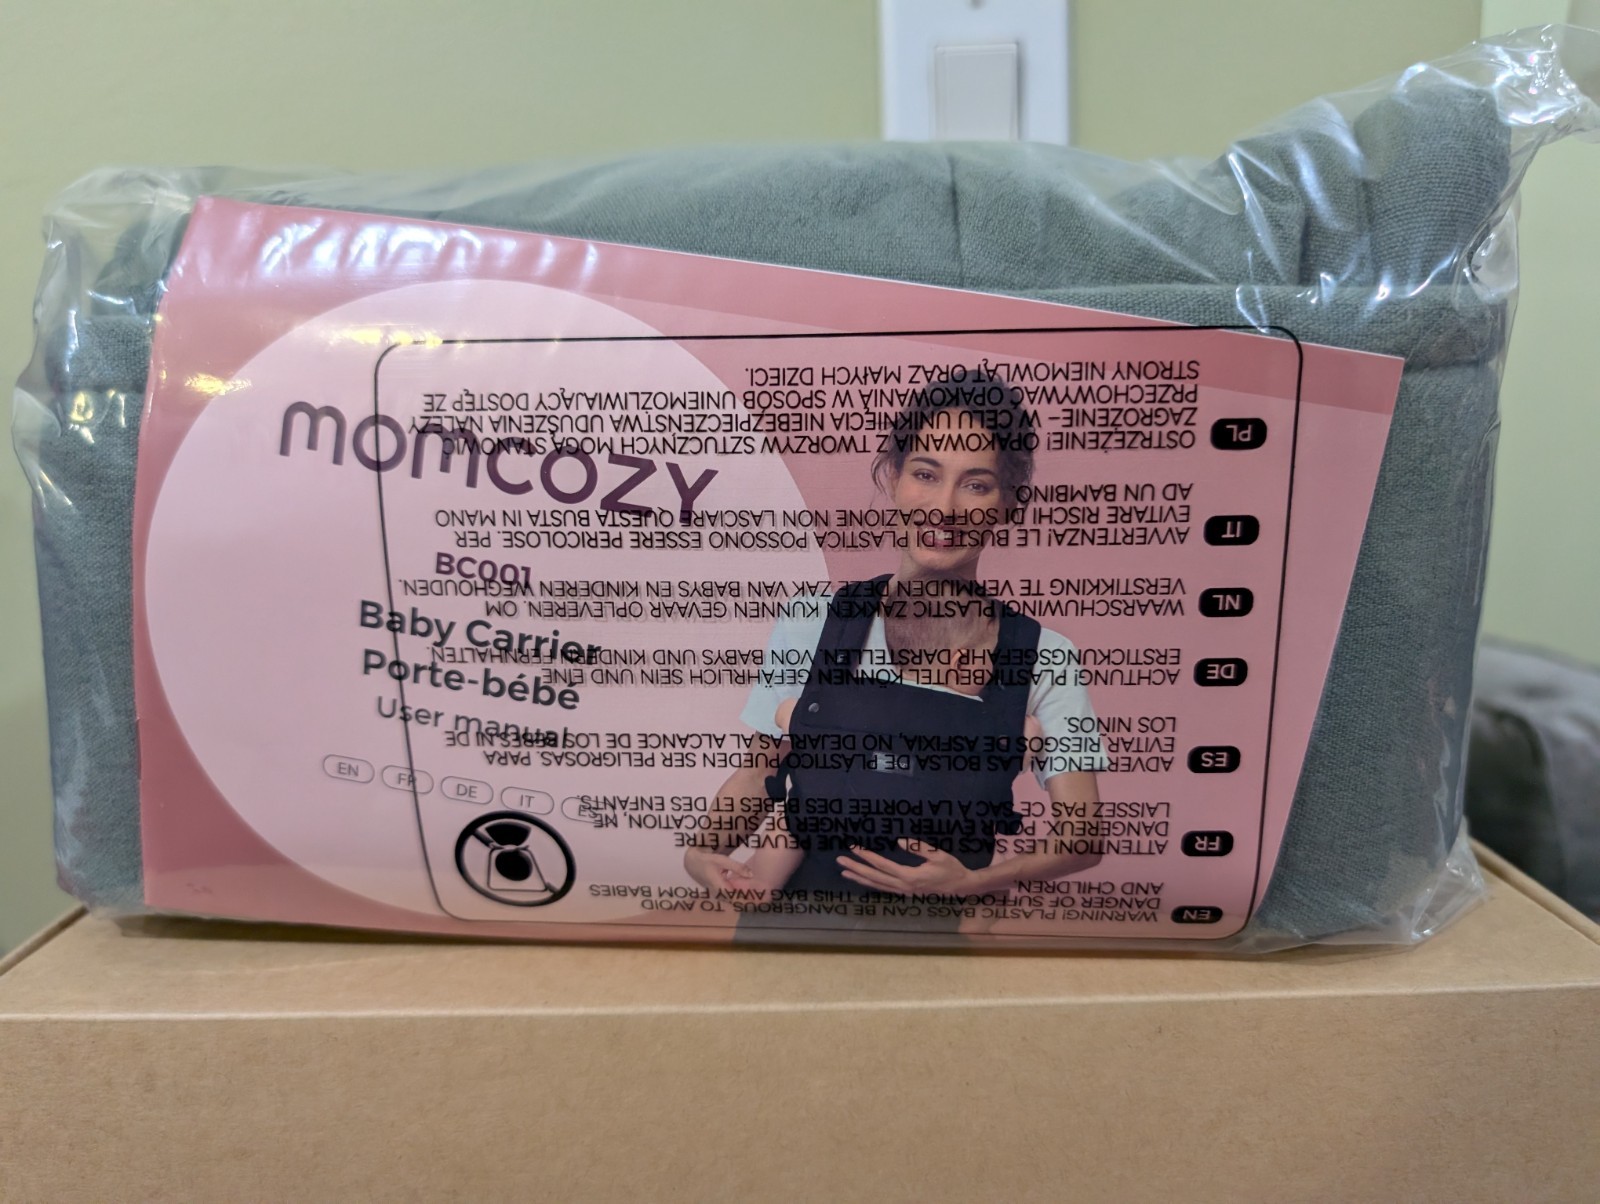 momcozy
BC001
Baby Carrier
Porte-bébé
User manual
EN FR DE IT ES
EN WARNING! PLASTIC BAGS CAN BE DANGEROUS. TO AVOID
DANGER OF SUFFOCATION KEEP THIS BAG AWAY FROM BABIES
AND CHILDREN.
FR ATTENTION! LES SACS DE PLASTIQUE PEUVENT ÊTRE
DANGEREUX. POUR ÉVITER LE DANGER DE SUFFOCATION, NE
LAISSEZ PAS CE SAC À LA PORTÉE DES BÉBÉS ET DES ENFANTS.
ES ADVERTENCIA! LAS BOLSA DE PLÁSTICO PUEDEN SER PELIGROSAS. PARA
EVITAR RIESGOS DE ASFIXIA, NO DEJARLAS AL ALCANCE DE LOS BEBÉS NI DE
LOS NINOS.
DE ACHTUNG! PLASTIKBEUTEL KÖNNEN GEFÄHRLICH SEIN UND EINE
ERSTICKUNGSGEFAHR DARSTELLEN. VON BABYS UND KINDERN FERNHALTEN.
NL WAARSCHUWING! PLASTIC ZAKKEN KUNNEN GEVAAR OPLEVEREN. OM
VERSTIKKING TE VERMIJDEN DEZE ZAK VAN BABYS EN KINDEREN WEGHOUDEN.
IT AVVERTENZA! LE BUSTE DI PLASTICA POSSONO ESSERE PERICOLOSE. PER
EVITARE RISCHI DI SOFFOCAZIONE NON LASCIARE QUESTA BUSTA IN MANO
AD UN BAMBINO.
PL OSTRZEŻENIE! OPAKOWANIA Z TWORZYW SZTUCZNYCH MOGĄ STANOWIĆ
ZAGROŻENIE- W CELU UNIKNIĘCIA NIEBEZPIECZEŃSTWA UDUSZENIA NALEŻY
PRZECHOWYWAĆ OPAKOWANIA W SPOSÓB UNIEMOŻLIWIAJĄCY DOSTĘP ZE
STRONY NIEMOWLĄT ORAZ MAŁYCH DZIECI.